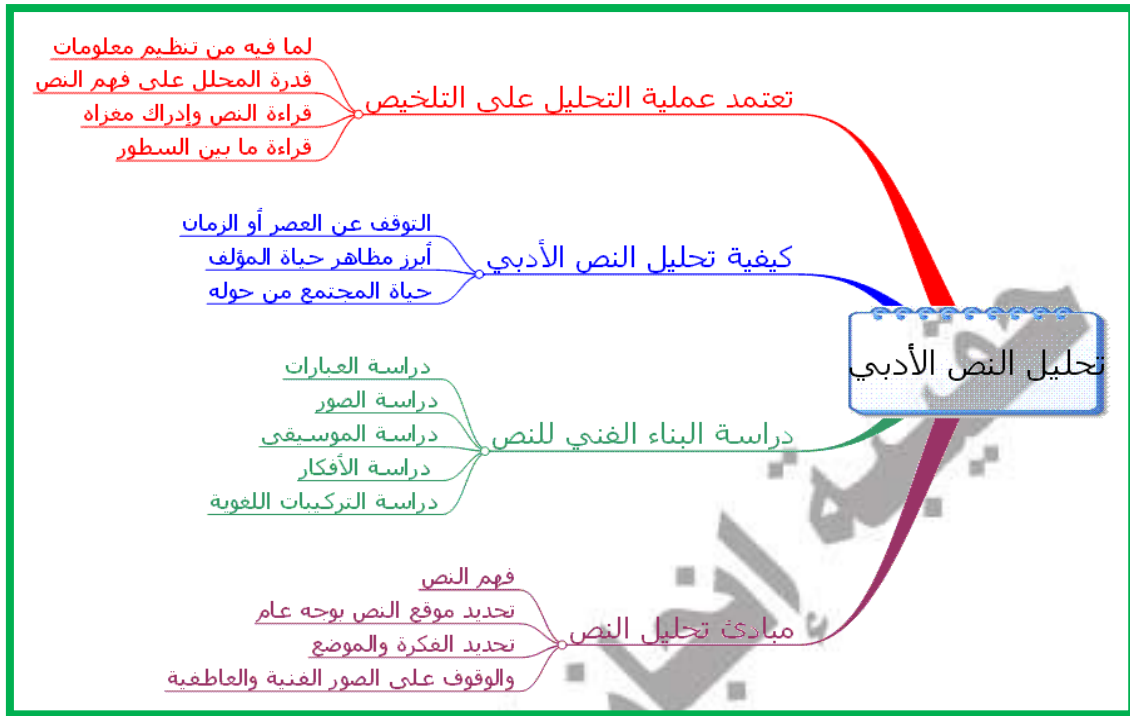 تحليل النص الأدبي
تعتمد عملية التحليل على التلخيص
لما فيه من تنظيم معلومات
قدرة المحلل على فهم النص
قراءة النص وإدراك مغزاه
قراءة ما بين السطور
كيفية تحليل النص الأدبي
التوقف عن العصر أو الزمان
أبرز مظاهر حياة المؤلف
حياة المجتمع من حوله
دراسة البناء الفني للنص
دراسة العبارات
دراسة الصور
دراسة الموسيقى
دراسة الأفكار
دراسة التركيبات اللغوية
مبادئ تحليل النص
فهم النص
تحديد موقع النص بوجه عام
تحديد الفكرة والموضع
والوقوف على الصور الفنية والعاطفية